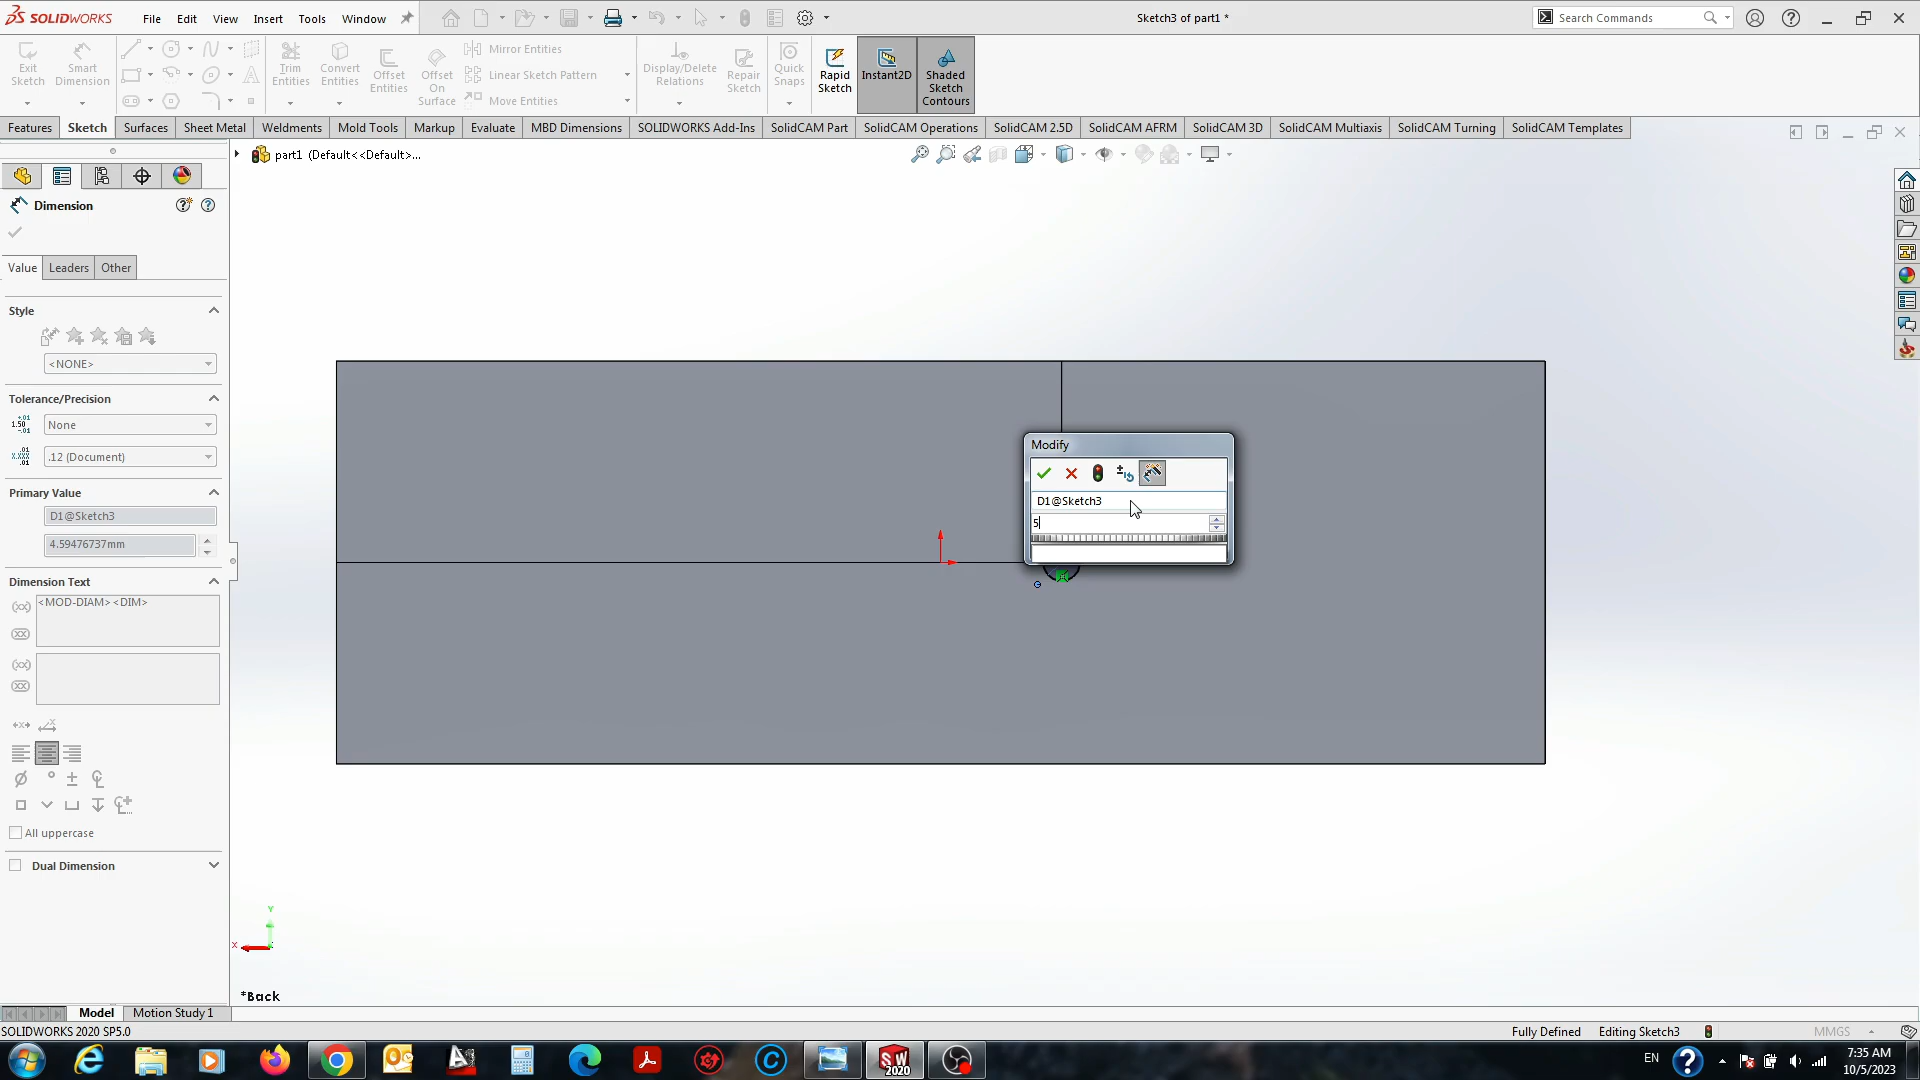 SOLIDWORKS
File Edit View Insert Tools Window
Sketch3 of part1 *
Search Commands
Exit Sketch
Smart Dimension
Trim Entities
Convert Entities
Offset Entities
Offset On Surface
Mirror Entities
Linear Sketch Pattern
Move Entities
Display/Delete Relations
Repair Sketch
Quick Snaps
Rapid Sketch
Instant2D
Shaded Sketch Contours
Features Sketch Surfaces Sheet Metal Weldments Mold Tools Markup Evaluate MBD Dimensions SOLIDWORKS Add-Ins SolidCAM Part SolidCAM Operations SolidCAM 2.5D SolidCAM AFRM SolidCAM 3D SolidCAM Multiaxis SolidCAM Turning SolidCAM Templates
part1 (Default<<Default>...
Dimension
Value Leaders Other
Style
<NONE>
Tolerance/Precision
None
.12 (Document)
Primary Value
D1@Sketch3
4.59476737mm
Dimension Text
<MOD-DIAM><DIM>
All uppercase
Dual Dimension
Modify
D1@Sketch3
5
Y
X
*Back
Model Motion Study 1
SOLIDWORKS 2020 SP5.0
Fully Defined Editing Sketch3 MMGS
SW 2020
EN
7:35 AM
10/5/2023